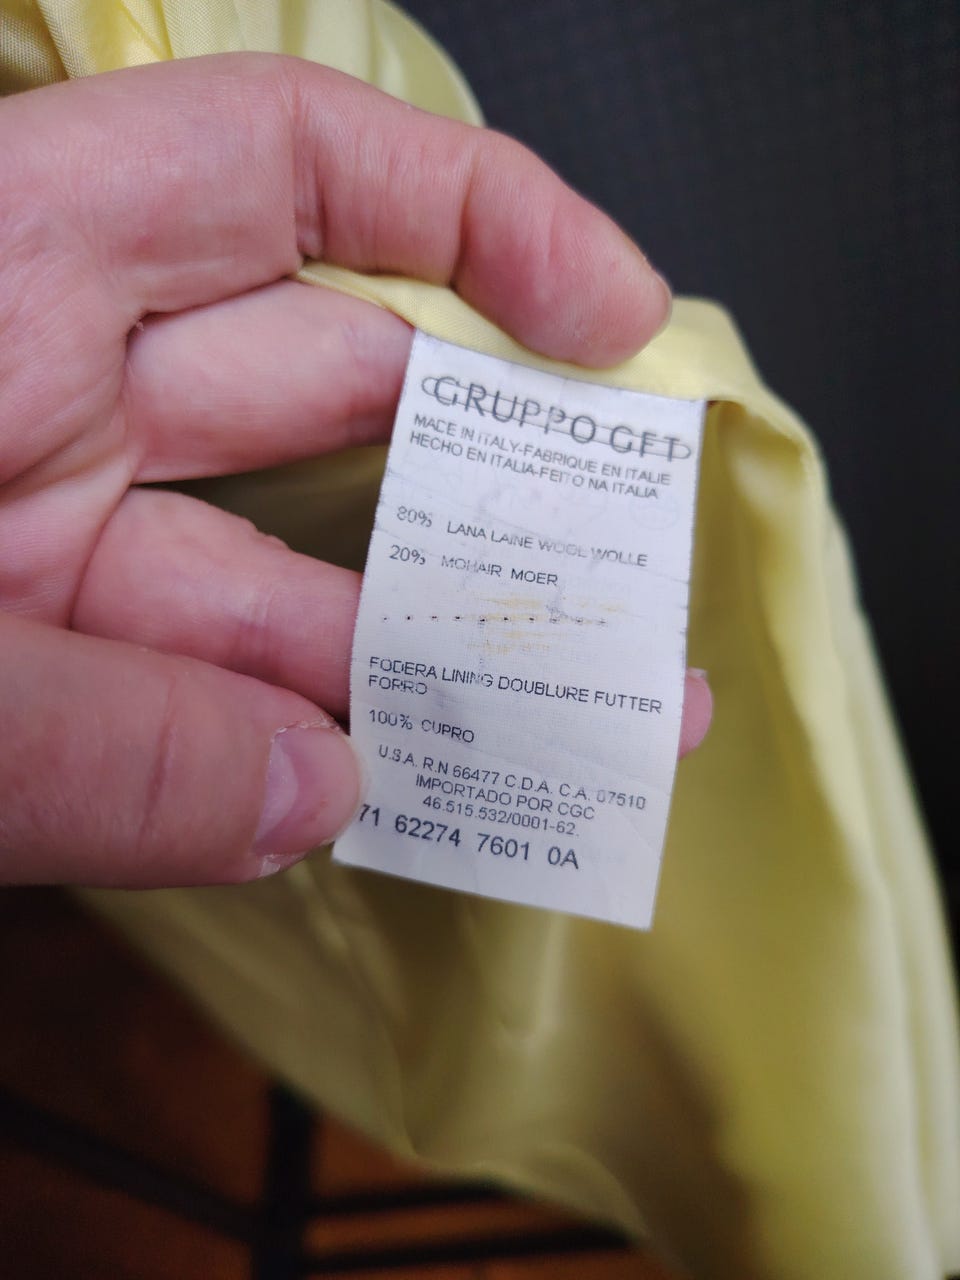 GRUPPO GFT
MADE IN ITALY-FABRIQUE EN ITALIE
HECHO EN ITALIA-FEITO NA ITALIA
80% LANA LAINE WOOL WOLLE
20% MOHAIR MOER
. . . . . . . . . .
FODERA LINING DOUBLURE FUTTER
FORRO
100% CUPRO
U.S.A. R.N 66477 C.D.A. C.A. 07510
IMPORTADO POR CGC
46.515.532/0001-62.
71 62274 7601 0A